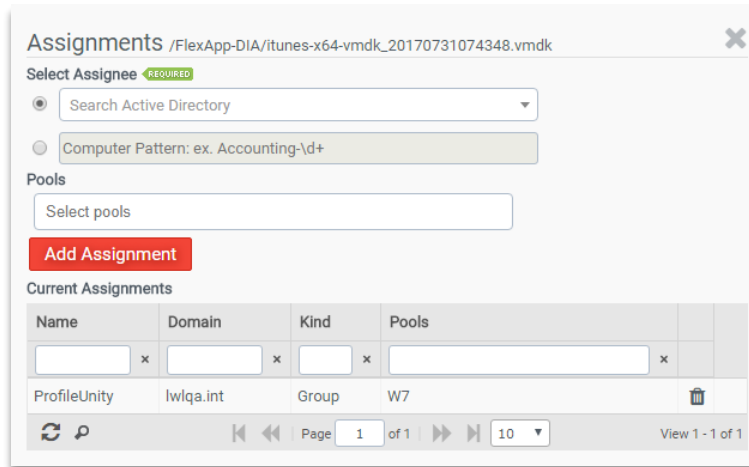 Assignments /FlexApp-DIA/itunes-x64-vmdk_20170731074348.vmdk
Select Assignee REQUIRED
Search Active Directory
Computer Pattern: ex. Accounting-\d+
Pools
Select pools
Add Assignment
Current Assignments
Name Domain Kind Pools
× × × ×
ProfileUnity lwlqa.int Group W7
Page 1 of 1 10 View 1 - 1 of 1